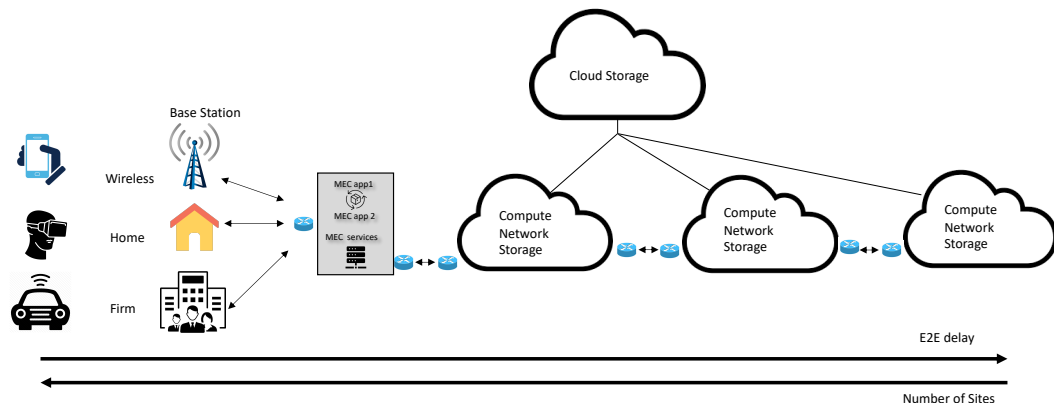 Cloud Storage
Base Station
Wireless
Home
Firm
MEC app1
MEC app 2
MEC services
Compute
Network
Storage
Compute
Network
Storage
Compute
Network
Storage
E2E delay
Number of Sites